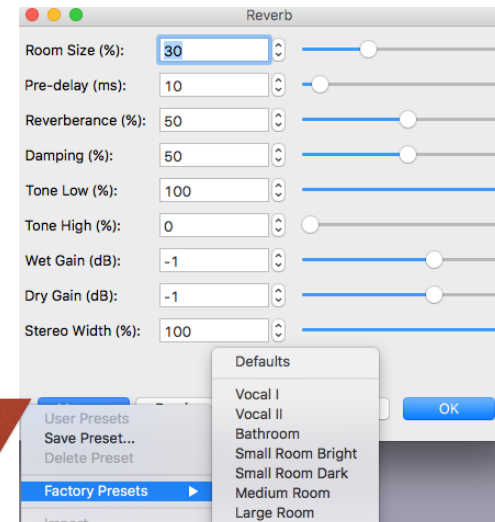 Reverb
Room Size (%): 30
Pre-delay (ms): 10
Reverberance (%): 50
Damping (%): 50
Tone Low (%): 100
Tone High (%): 0
Wet Gain (dB): -1
Dry Gain (dB): -1
Stereo Width (%): 100
OK
User Presets
Save Preset...
Delete Preset
Factory Presets
Defaults
Vocal I
Vocal II
Bathroom
Small Room Bright
Small Room Dark
Medium Room
Large Room